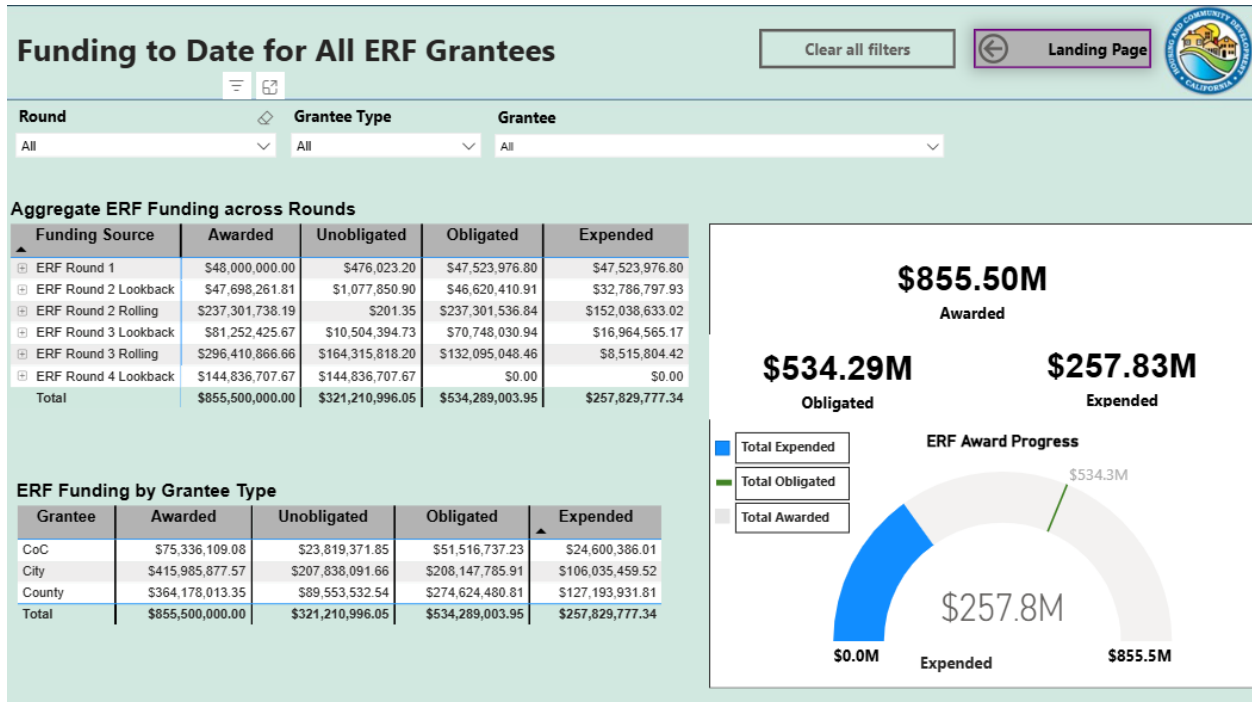 Funding to Date for All ERF Grantees
Clear all filters
Landing Page
HOUSING AND COMMUNITY DEVELOPMENT
CALIFORNIA
Round Grantee Type Grantee
All All All
Aggregate ERF Funding across Rounds
Funding Source Awarded Unobligated Obligated Expended
ERF Round 1 $48,000,000.00 $476,023.20 $47,523,976.80 $47,523,976.80
ERF Round 2 Lookback $47,698,261.81 $1,077,850.90 $46,620,410.91 $32,786,797.93
ERF Round 2 Rolling $237,301,738.19 $201.35 $237,301,536.84 $152,038,633.02
ERF Round 3 Lookback $81,252,425.67 $10,504,394.73 $70,748,030.94 $16,964,565.17
ERF Round 3 Rolling $296,410,866.66 $164,315,818.20 $132,095,048.46 $8,515,804.42
ERF Round 4 Lookback $144,836,707.67 $144,836,707.67 $0.00 $0.00
Total $855,500,000.00 $321,210,996.05 $534,289,003.95 $257,829,777.34
ERF Funding by Grantee Type
Grantee Awarded Unobligated Obligated Expended
CoC $75,336,109.08 $23,819,371.85 $51,516,737.23 $24,600,386.01
City $415,985,877.57 $207,838,091.66 $208,147,785.91 $106,035,459.52
County $364,178,013.35 $89,553,532.54 $274,624,480.81 $127,193,931.81
Total $855,500,000.00 $321,210,996.05 $534,289,003.95 $257,829,777.34
$855.50M
Awarded
$534.29M $257.83M
Obligated Expended
Total Expended
Total Obligated
Total Awarded
ERF Award Progress
$534.3M
$257.8M
$0.0M $855.5M
Expended